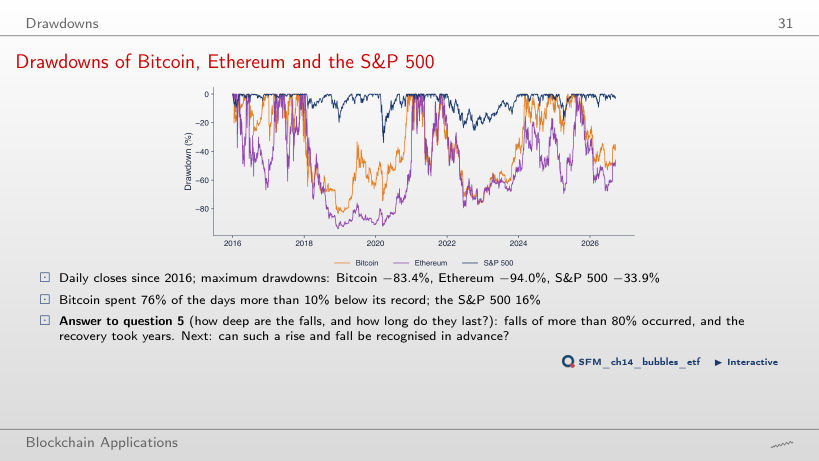 Drawdowns
31
Drawdowns of Bitcoin, Ethereum and the S&P 500
0
−20
−40
−60
−80
Drawdown (%)
2016 2018 2020 2022 2024 2026
Bitcoin Ethereum S&P 500
Daily closes since 2016; maximum drawdowns: Bitcoin −83.4%, Ethereum −94.0%, S&P 500 −33.9%
Bitcoin spent 76% of the days more than 10% below its record; the S&P 500 16%
Answer to question 5 (how deep are the falls, and how long do they last?): falls of more than 80% occurred, and the
recovery took years. Next: can such a rise and fall be recognised in advance?
SFM_ch14_bubbles_etf ▶ Interactive
Blockchain Applications